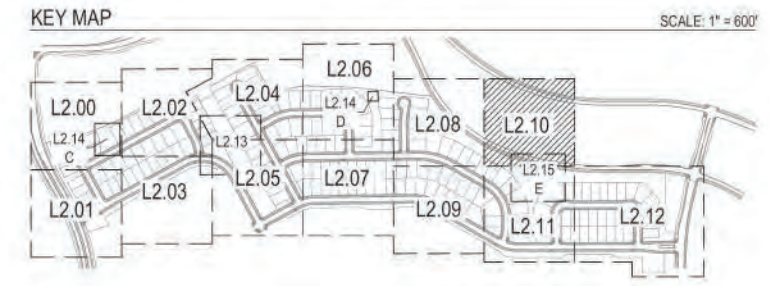 KEY MAP
SCALE: 1" = 600'
L2.06
L2.00
L2.02
L2.04
L2.14
D
L2.08
L2.10
L2.14
C
L2.13
L2.15
E
L2.01
L2.03
L2.05
L2.07
L2.09
L2.11
L2.12